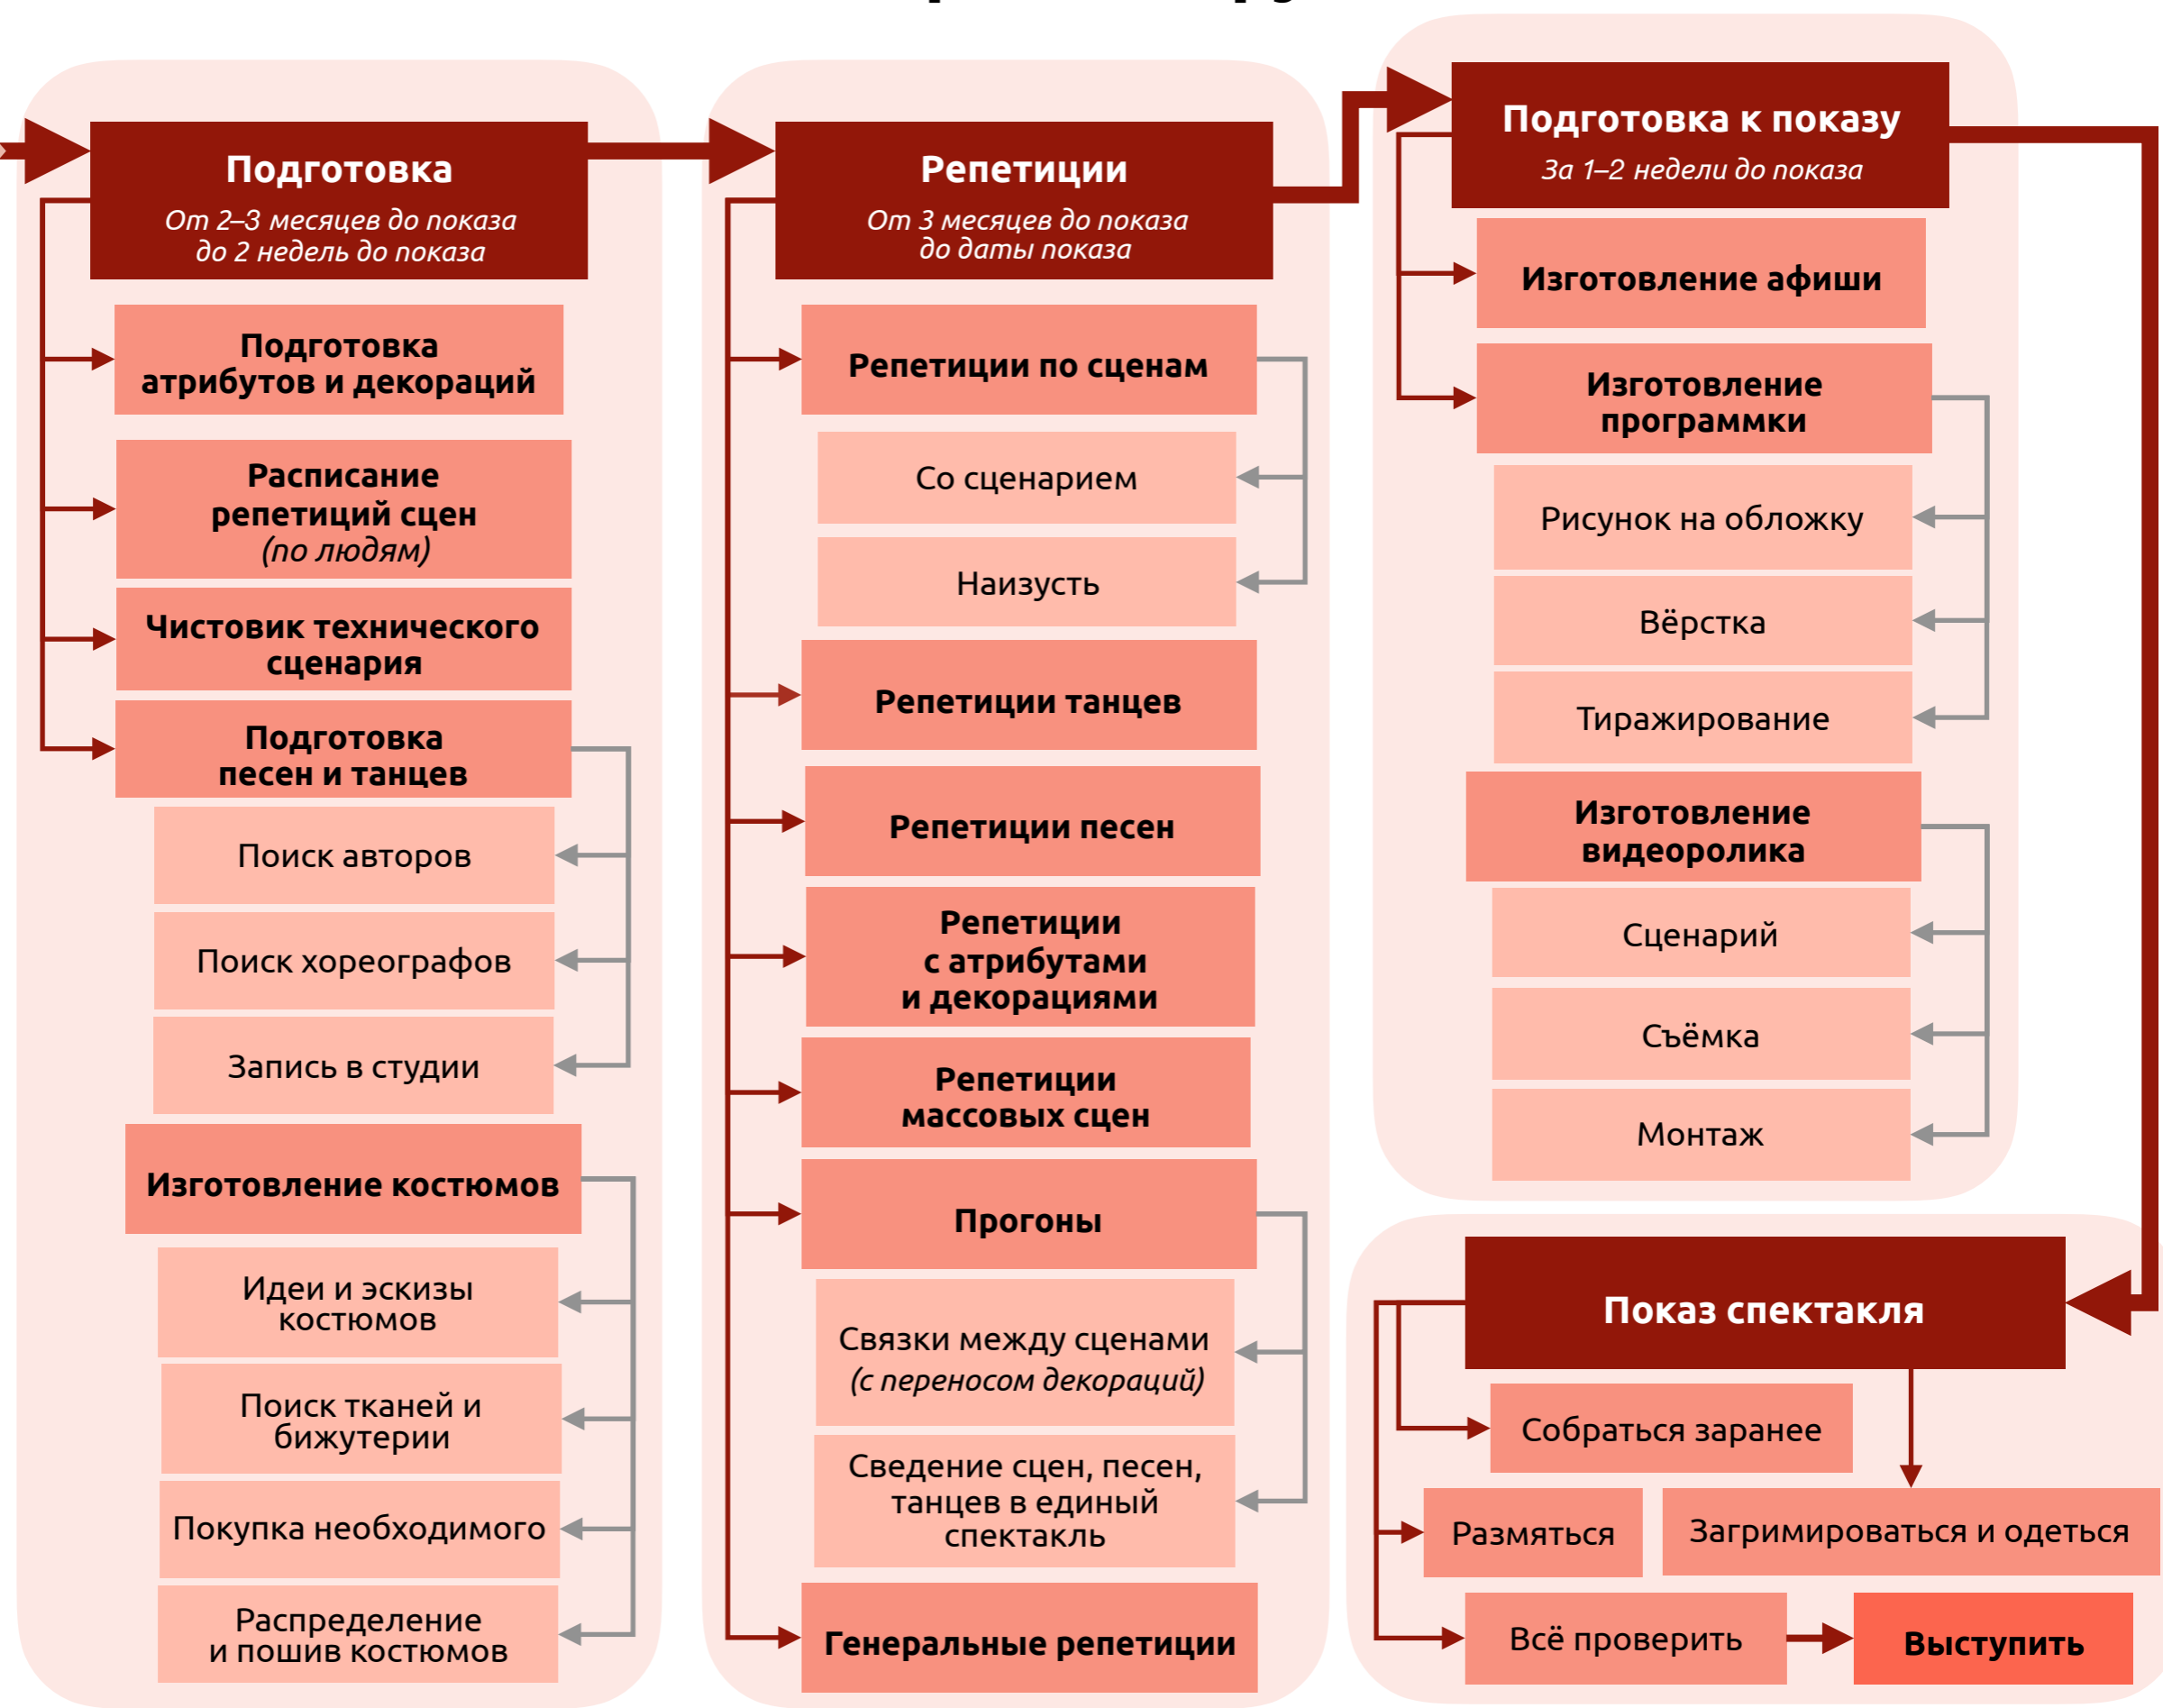 Подготовка
От 2–3 месяцев до показа
до 2 недель до показа
Подготовка
атрибутов и декораций
Расписание
репетиций сцен
(по людям)
Чистовик технического
сценария
Подготовка
песен и танцев
Поиск авторов
Поиск хореографов
Запись в студии
Изготовление костюмов
Идеи и эскизы
костюмов
Поиск тканей и
бижутерии
Покупка необходимого
Распределение
и пошив костюмов
Репетиции
От 3 месяцев до показа
до даты показа
Репетиции по сценам
Со сценарием
Наизусть
Репетиции танцев
Репетиции песен
Репетиции
с атрибутами
и декорациями
Репетиции
массовых сцен
Прогоны
Связки между сценами
(с переносом декораций)
Сведение сцен, песен,
танцев в единый
спектакль
Генеральные репетиции
Подготовка к показу
За 1–2 недели до показа
Изготовление афиши
Изготовление
программки
Рисунок на обложку
Вёрстка
Тиражирование
Изготовление
видеоролика
Сценарий
Съёмка
Монтаж
Показ спектакля
Собраться заранее
Размяться
Загримироваться и одеться
Всё проверить
Выступить